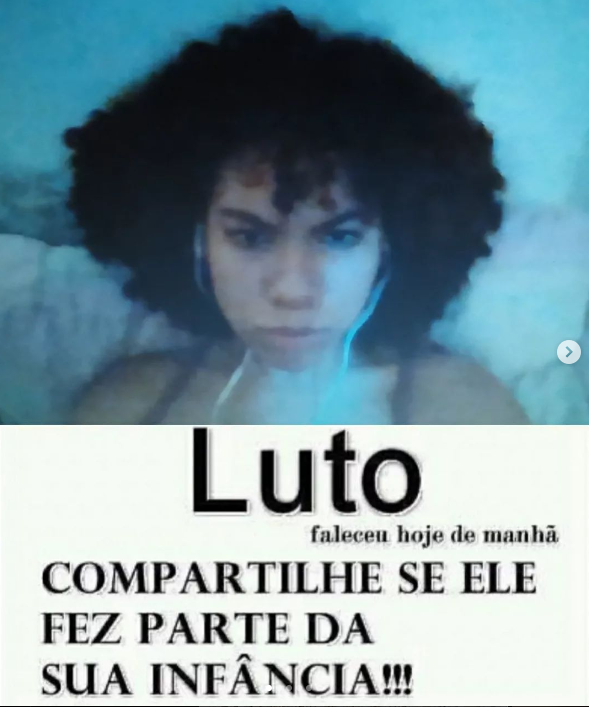 Luto
faleceu hoje de manhã
COMPARTILHE SE ELE
FEZ PARTE DA
SUA INFÂNCIA!!!